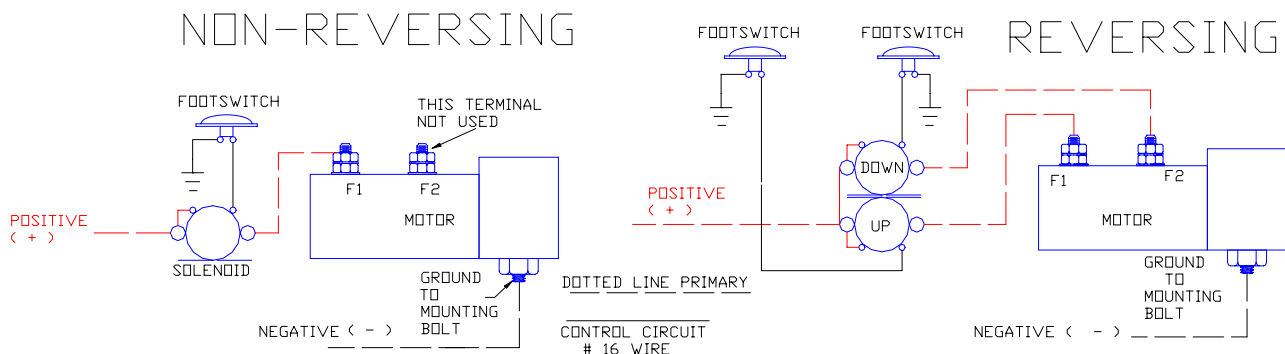 NON-REVERSING
FOOTSWITCH
THIS TERMINAL
NOT USED
F1
F2
MOTOR
POSITIVE
( + )
SOLENOID
GROUND
TO
MOUNTING
BOLT
NEGATIVE ( - )
DOTTED LINE PRIMARY
CONTROL CIRCUIT
# 16 WIRE
REVERSING
FOOTSWITCH
FOOTSWITCH
DOWN
UP
POSITIVE
( + )
F1
F2
MOTOR
GROUND
TO
MOUNTING
BOLT
NEGATIVE ( - )